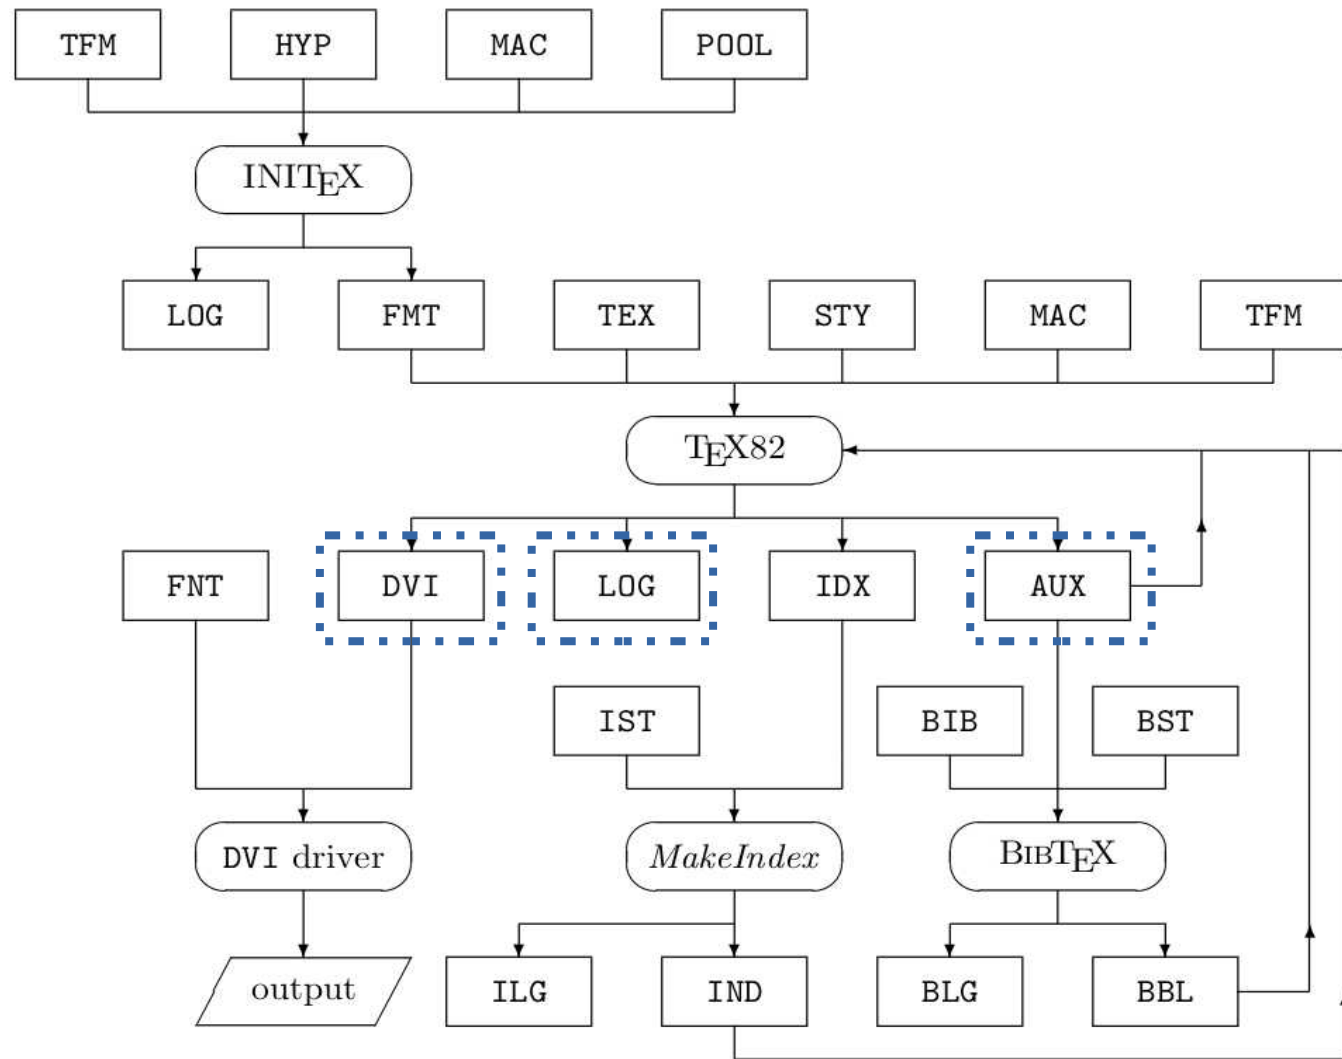 TFM HYP MAC POOL
INITEX
LOG FMT TEX STY MAC TFM
TEX82
FNT DVI LOG IDX AUX
IST BIB BST
DVI driver MakeIndex BIBTEX
output ILG IND BLG BBL